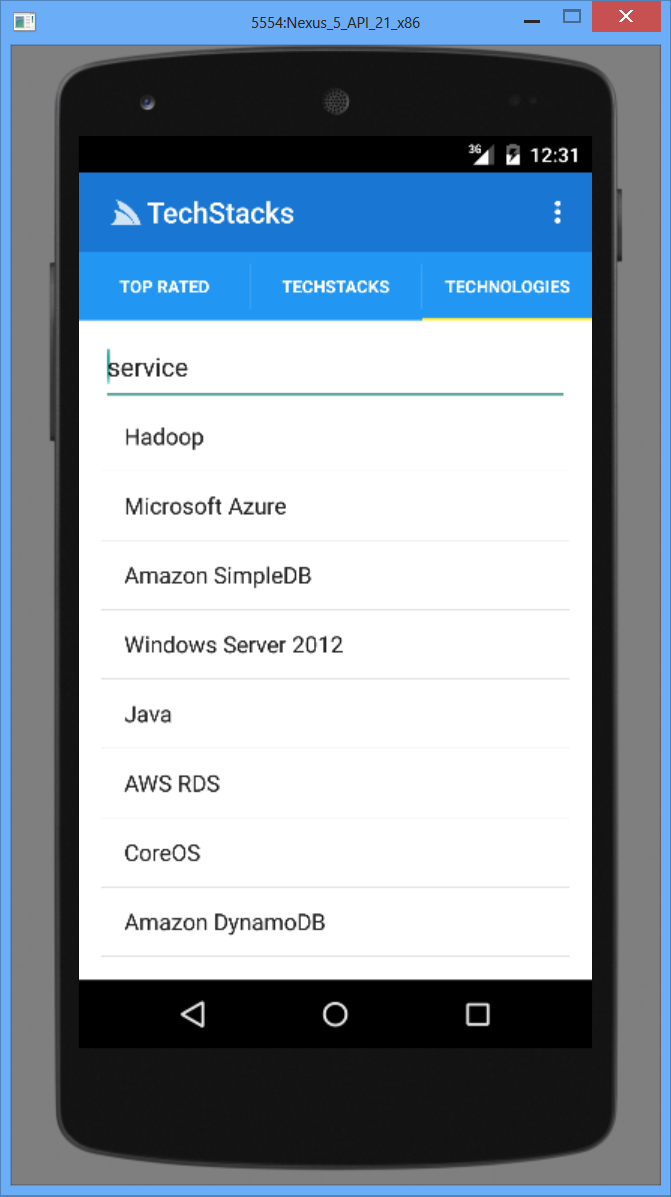 5554:Nexus_5_API_21_x86
3G 12:31
TechStacks
TOP RATED TECHSTACKS TECHNOLOGIES
service
Hadoop
Microsoft Azure
Amazon SimpleDB
Windows Server 2012
Java
AWS RDS
CoreOS
Amazon DynamoDB